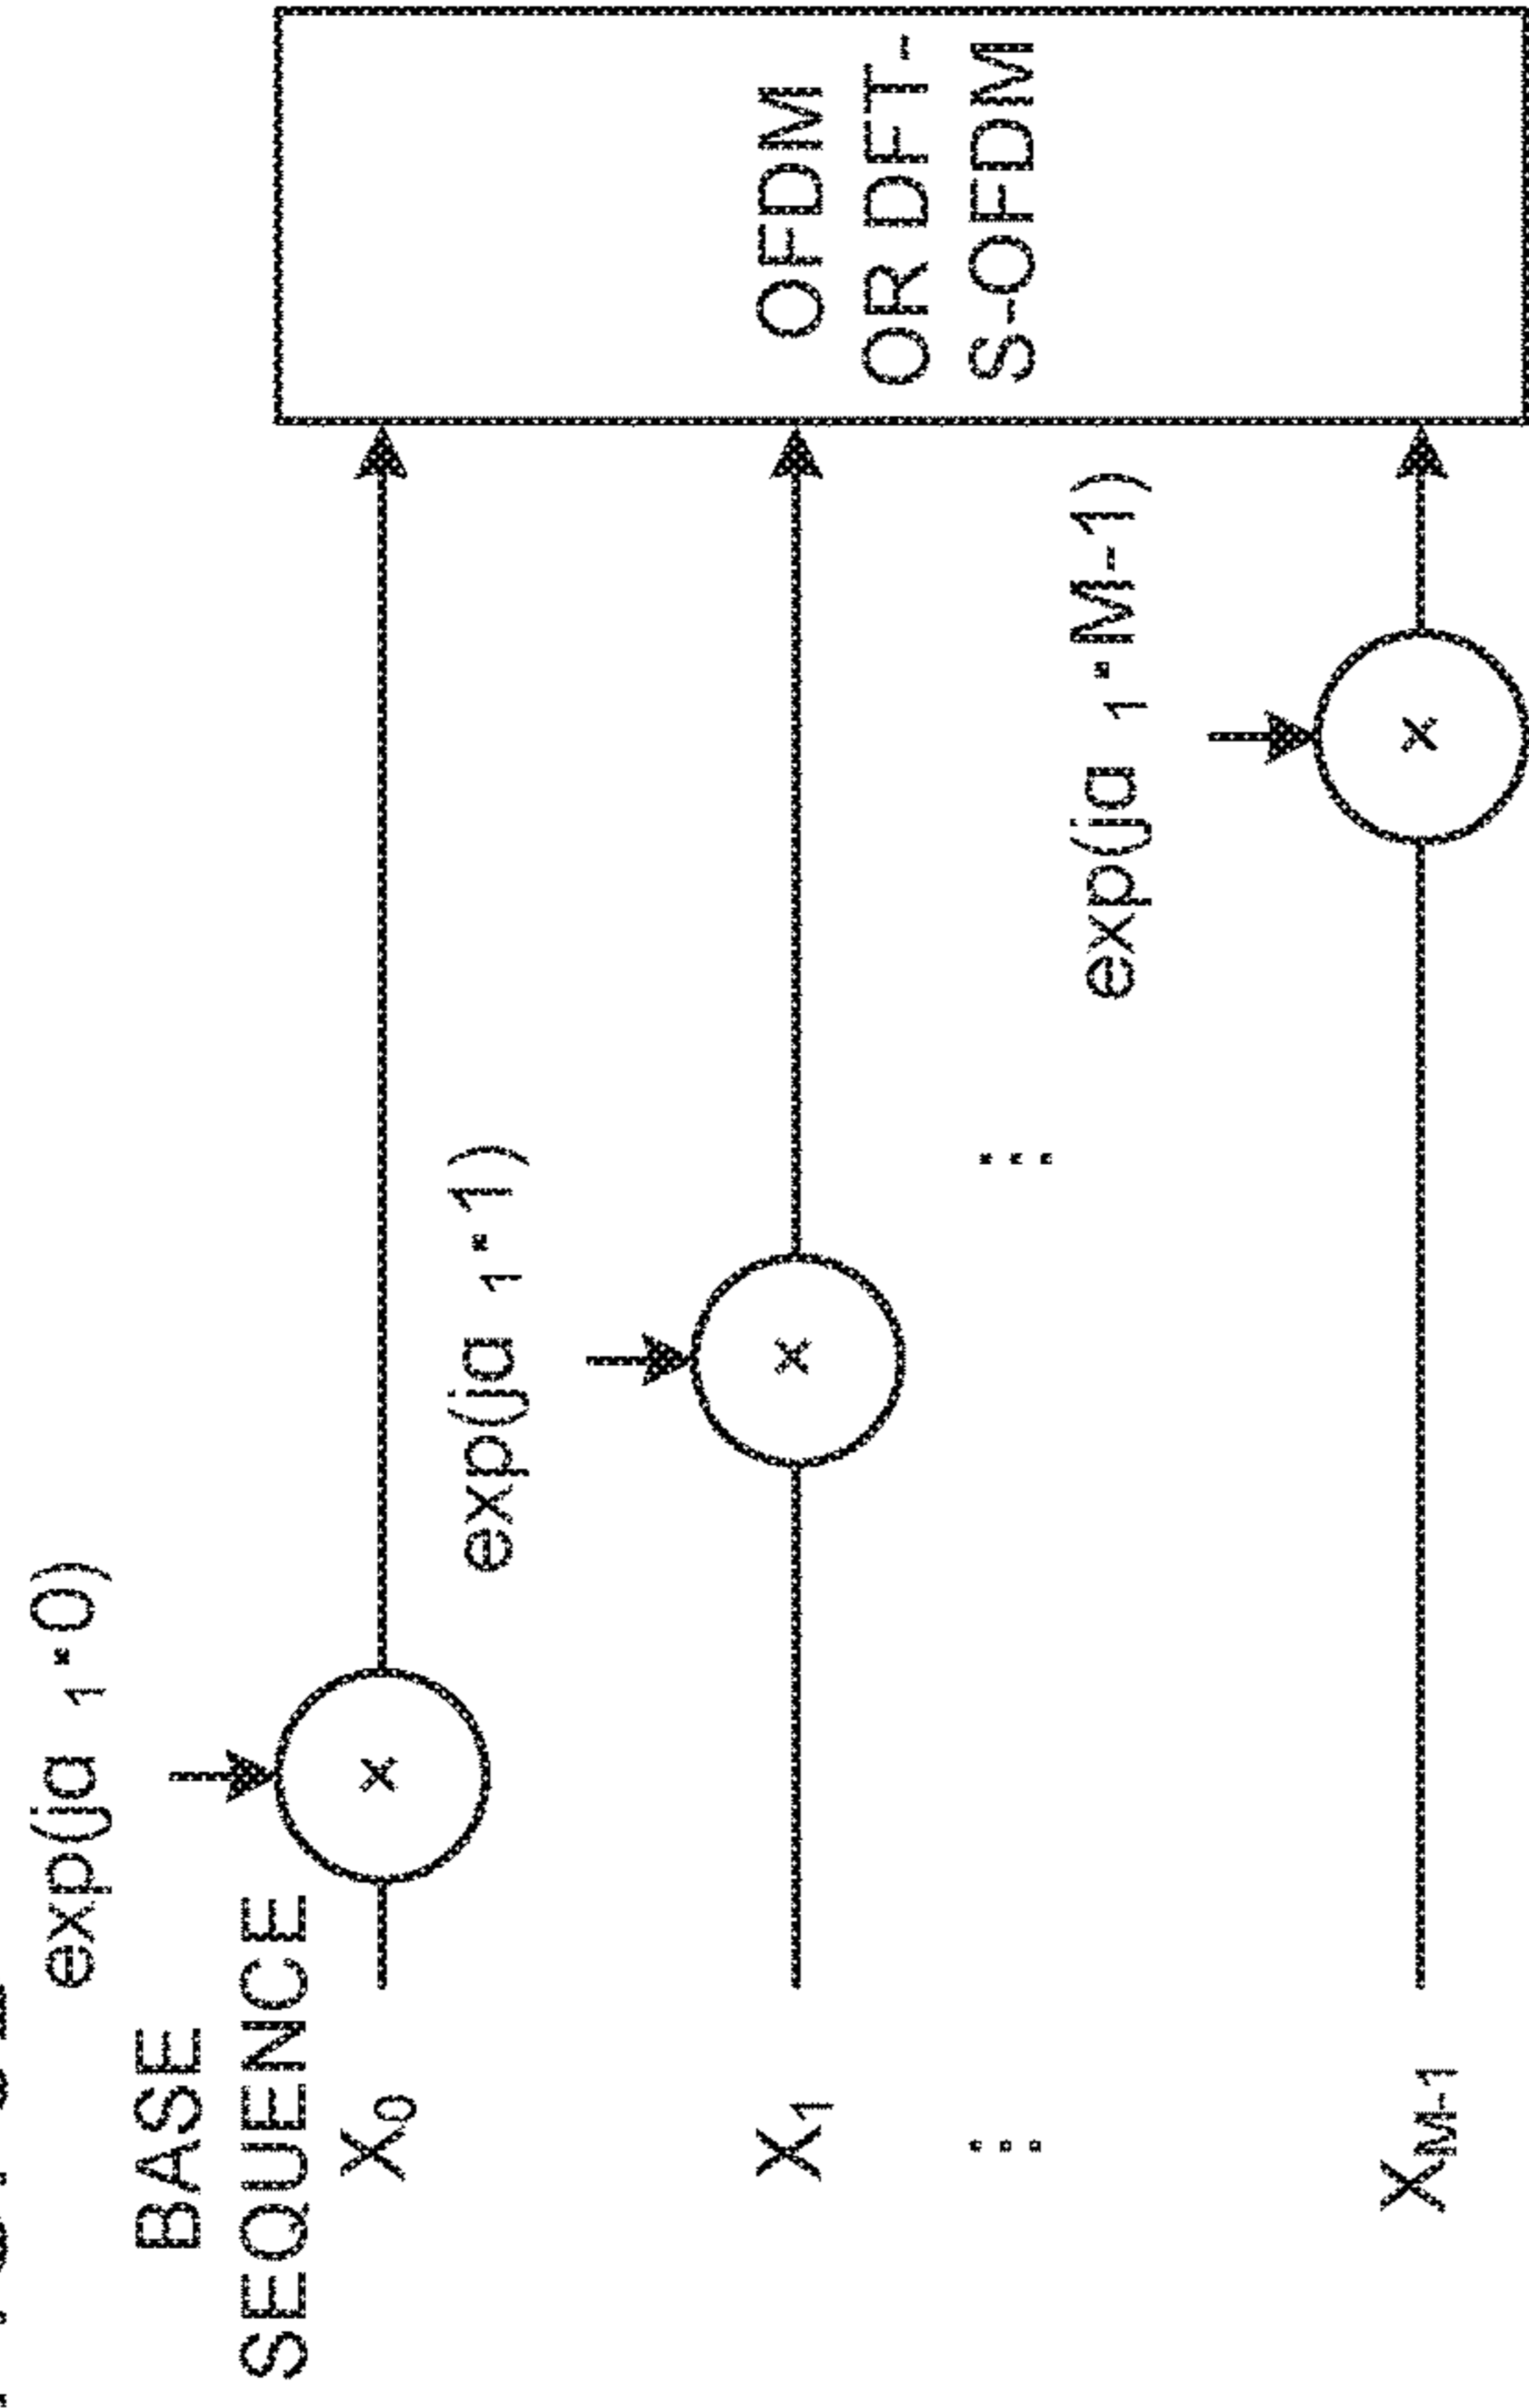 exp(jα 1*0)
BASE
SEQUENCE
X0
exp(jα 1*1)
X1
...
...
exp(jα 1*M-1)
XM-1
OFDM
OR DFT-
S-OFDM